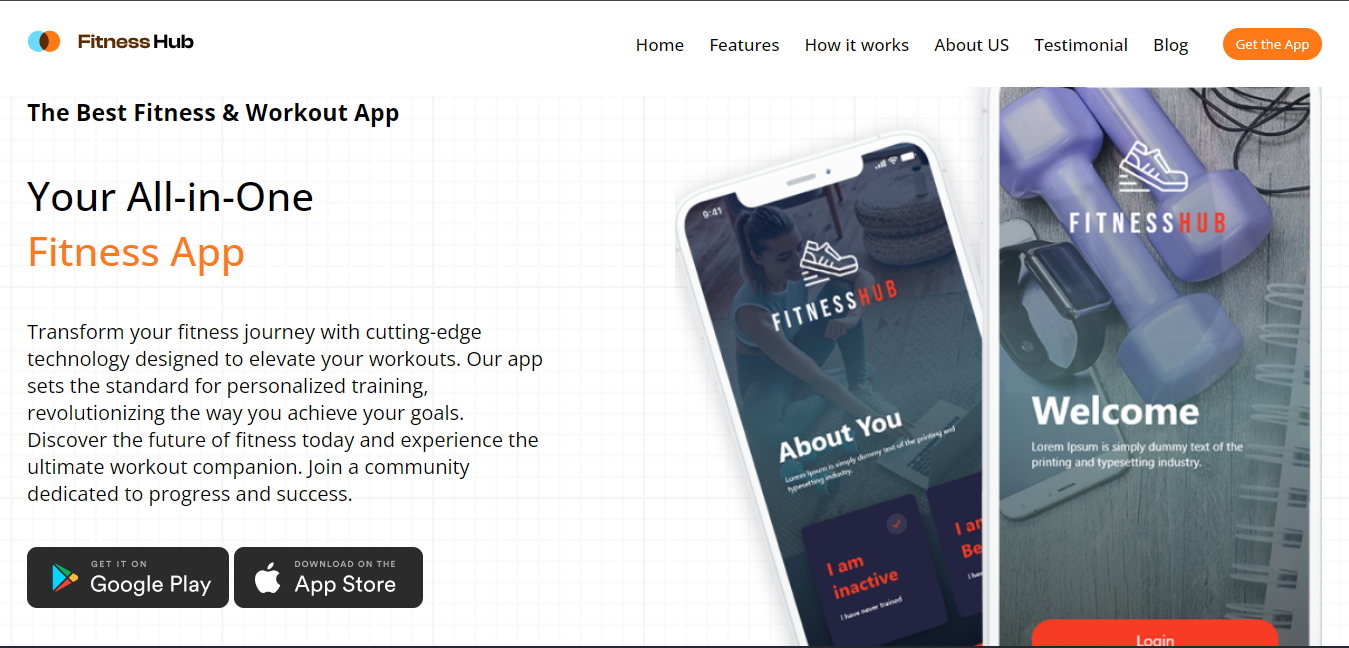 Fitness Hub
Home Features How it works About US Testimonial Blog
Get the App
The Best Fitness & Workout App
Your All-in-One
Fitness App
Transform your fitness journey with cutting-edge
technology designed to elevate your workouts. Our app
sets the standard for personalized training,
revolutionizing the way you achieve your goals.
Discover the future of fitness today and experience the
ultimate workout companion. Join a community
dedicated to progress and success.
GET IT ON
Google Play
DOWNLOAD ON THE
App Store
9:41
FITNESSHUB
About You
Lorem Ipsum is simply dummy text of the printing and
typesetting industry.
I am
inactive
I have never trained
I am
FITNESSHUB
Welcome
Lorem Ipsum is simply dummy text of the
printing and typesetting industry.
Login